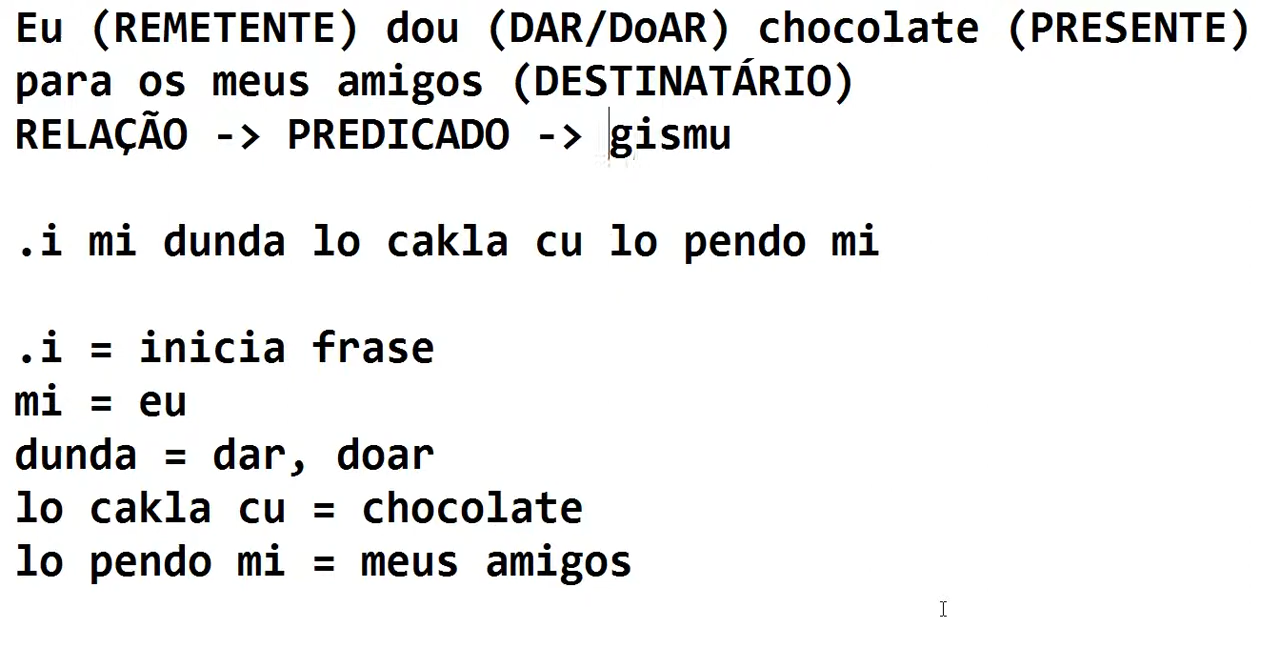 Eu (REMETENTE) dou (DAR/DoAR) chocolate (PRESENTE)
para os meus amigos (DESTINATÁRIO)
RELAÇÃO -> PREDICADO -> gismu
.i mi dunda lo cakla cu lo pendo mi
.i = inicia frase
mi = eu
dunda = dar, doar
lo cakla cu = chocolate
lo pendo mi = meus amigos